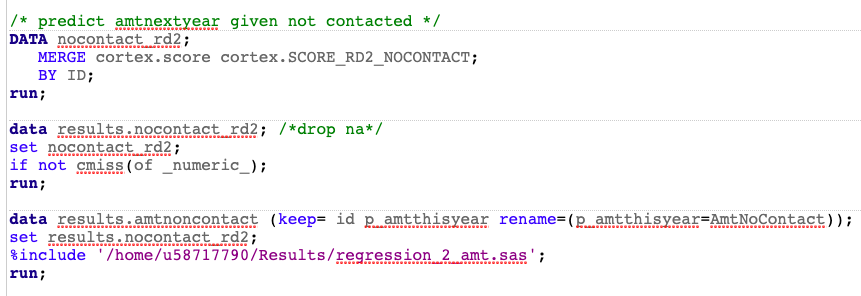 /* predict amtnextyear given not contacted */
DATA nocontact_rd2;
MERGE cortex.score cortex.SCORE_RD2_NOCONTACT;
BY ID;
run;
data results.nocontact_rd2; /*drop na*/
set nocontact_rd2;
if not cmiss(of _numeric_);
run;
data results.amtnoncontact (keep= id p_amtthisyear rename=(p_amtthisyear=AmtNoContact));
set results.nocontact_rd2;
%include '/home/u58717790/Results/regression_2_amt.sas';
run;